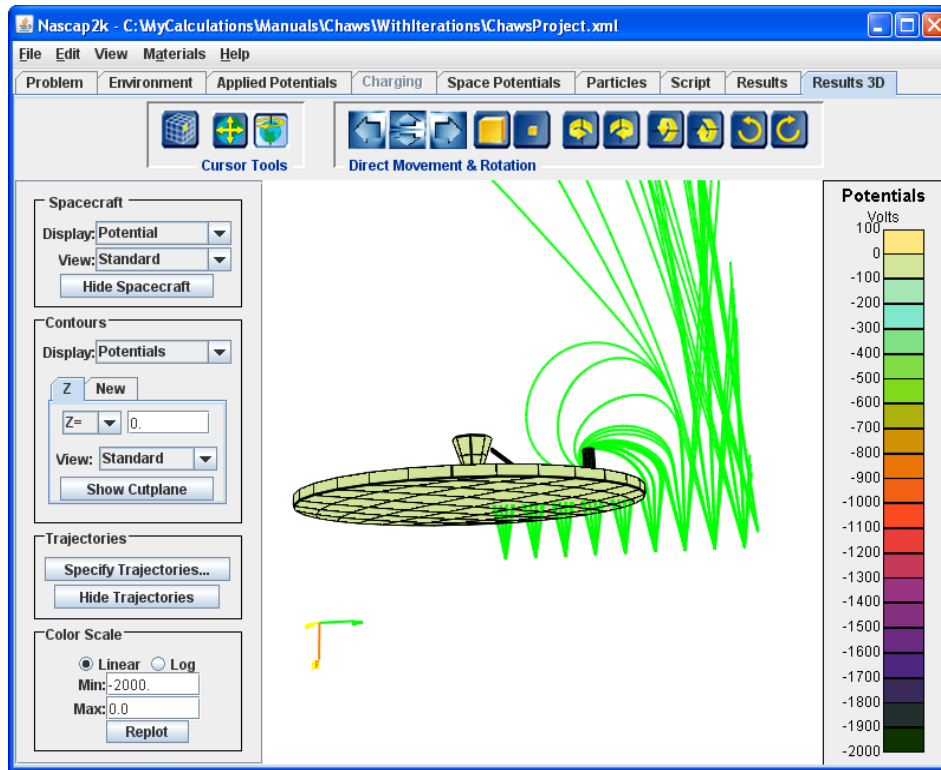 Nascap2k - C:\MyCalculations\Manuals\Chaws\WithIterations\ChawsProject.xml
File Edit View Materials Help
Problem Environment Applied Potentials Charging Space Potentials Particles Script Results Results 3D
Cursor Tools Direct Movement & Rotation
Spacecraft
Display: Potential
View: Standard
Hide Spacecraft
Contours
Display: Potentials
Z New
Z= 0.
View: Standard
Show Cutplane
Trajectories
Specify Trajectories...
Hide Trajectories
Color Scale
Linear Log
Min: -2000.
Max: 0.0
Replot
Potentials
Volts
100
0
-100
-200
-300
-400
-500
-600
-700
-800
-900
-1000
-1100
-1200
-1300
-1400
-1500
-1600
-1700
-1800
-1900
-2000